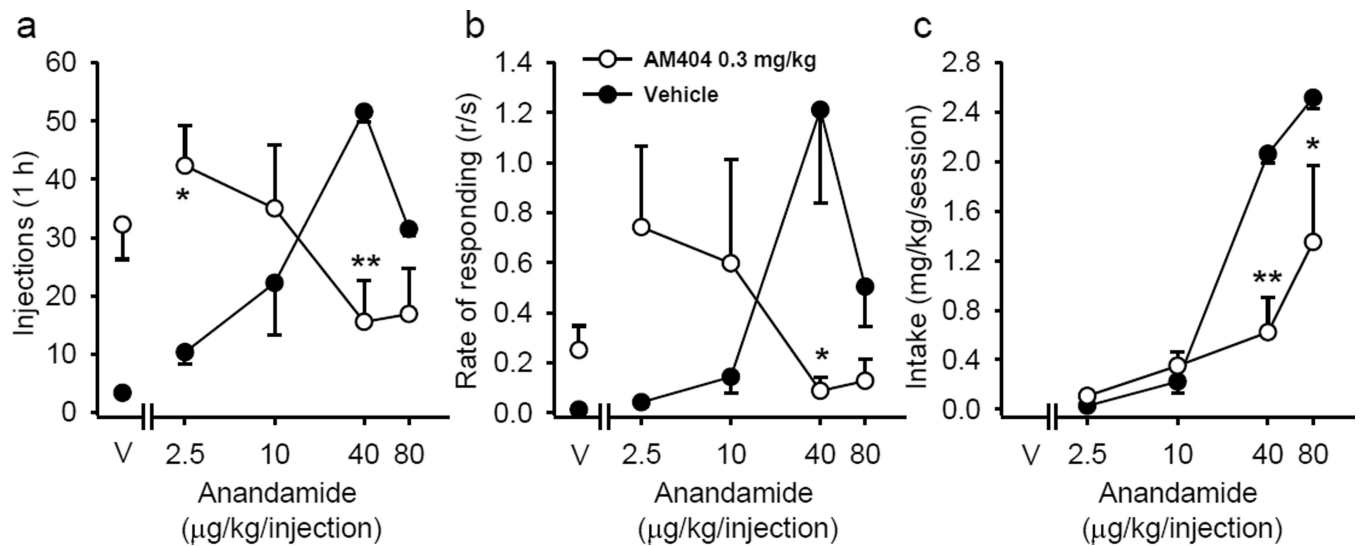 a
Injections (1 h)
60
50
40
30
20
10
0
*
**
V
2.5
10
40
80
Anandamide
(μg/kg/injection)
b
AM404 0.3 mg/kg
Vehicle
Rate of responding (r/s)
1.4
1.2
1.0
0.8
0.6
0.4
0.2
0.0
*
V
2.5
10
40
80
Anandamide
(μg/kg/injection)
c
Intake (mg/kg/session)
2.8
2.4
2.0
1.6
1.2
0.4
0.0
*
**
V
2.5
10
40
80
Anandamide
(μg/kg/injection)